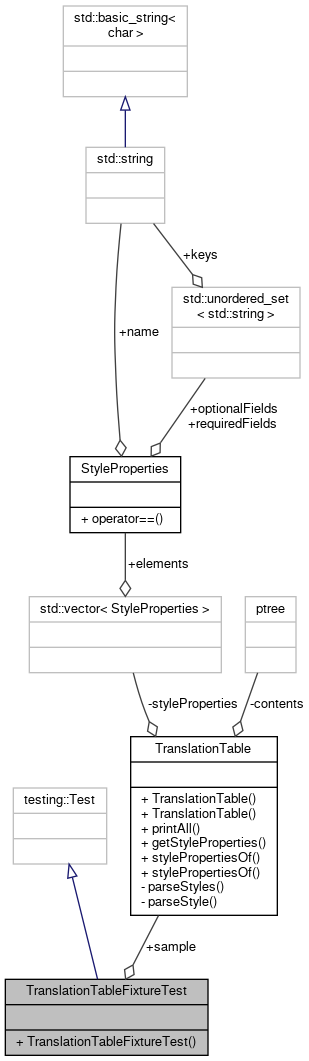 std::basic_string<
char >
std::string
+keys
std::unordered_set
< std::string >
+name
+optionalFields
+requiredFields
StyleProperties
+ operator==()
+elements
std::vector< StyleProperties >
ptree
-styleProperties
-contents
TranslationTable
+ TranslationTable()
+ TranslationTable()
+ printAll()
+ getStyleProperties()
+ stylePropertiesOf()
+ stylePropertiesOf()
- parseStyles()
- parseStyle()
testing::Test
+sample
TranslationTableFixtureTest
+ TranslationTableFixtureTest()